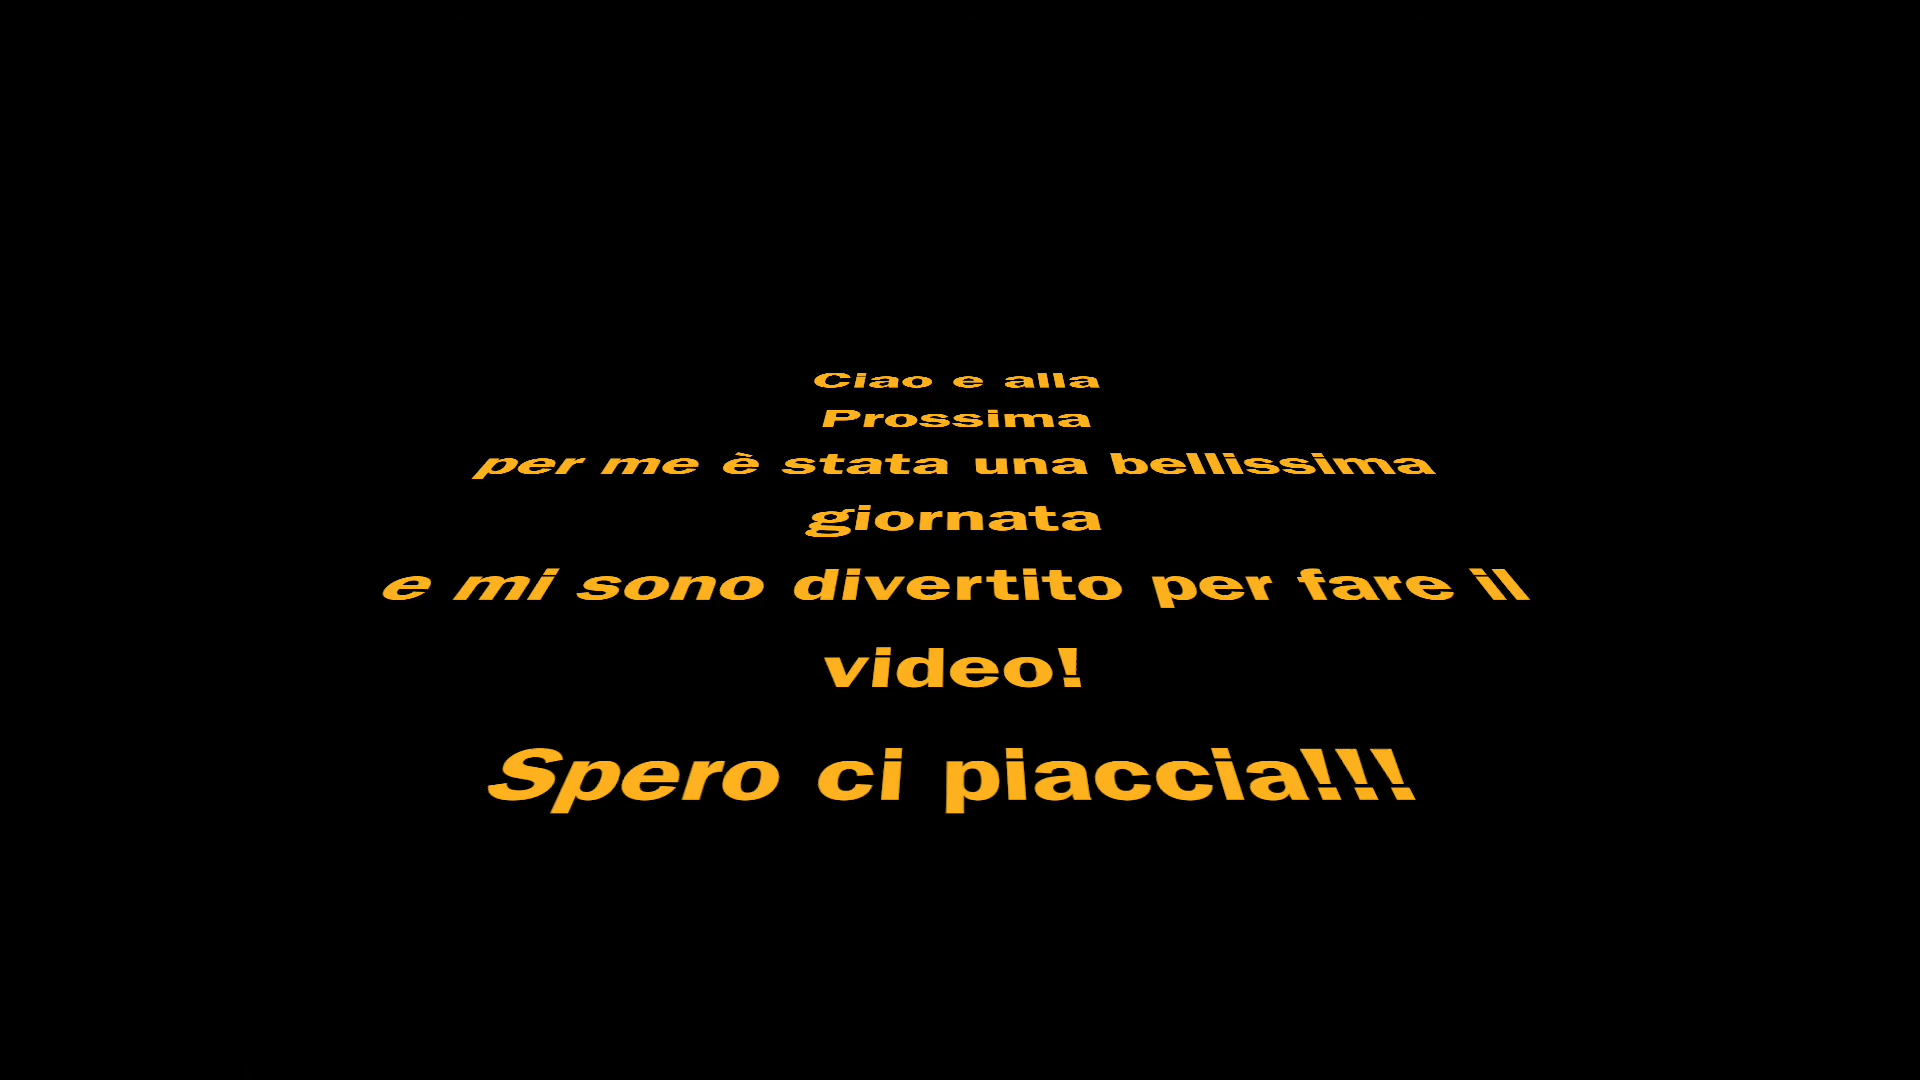 Ciao e alla
Prossima
per me è stata una bellissima
giornata
e mi sono divertito per fare il
video!
Spero ci piaccia!!!